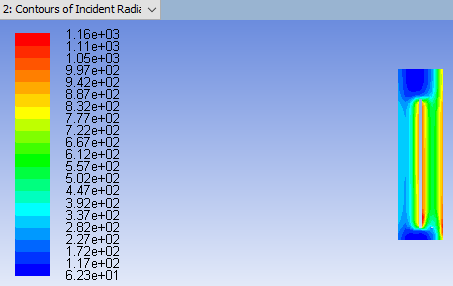 2: Contours of Incident Radia
1.16e+03
1.11e+03
1.05e+03
9.97e+02
9.42e+02
8.87e+02
8.32e+02
7.77e+02
7.22e+02
6.67e+02
6.12e+02
5.57e+02
5.02e+02
4.47e+02
3.92e+02
3.37e+02
2.82e+02
2.27e+02
1.72e+02
1.17e+02
6.23e+01